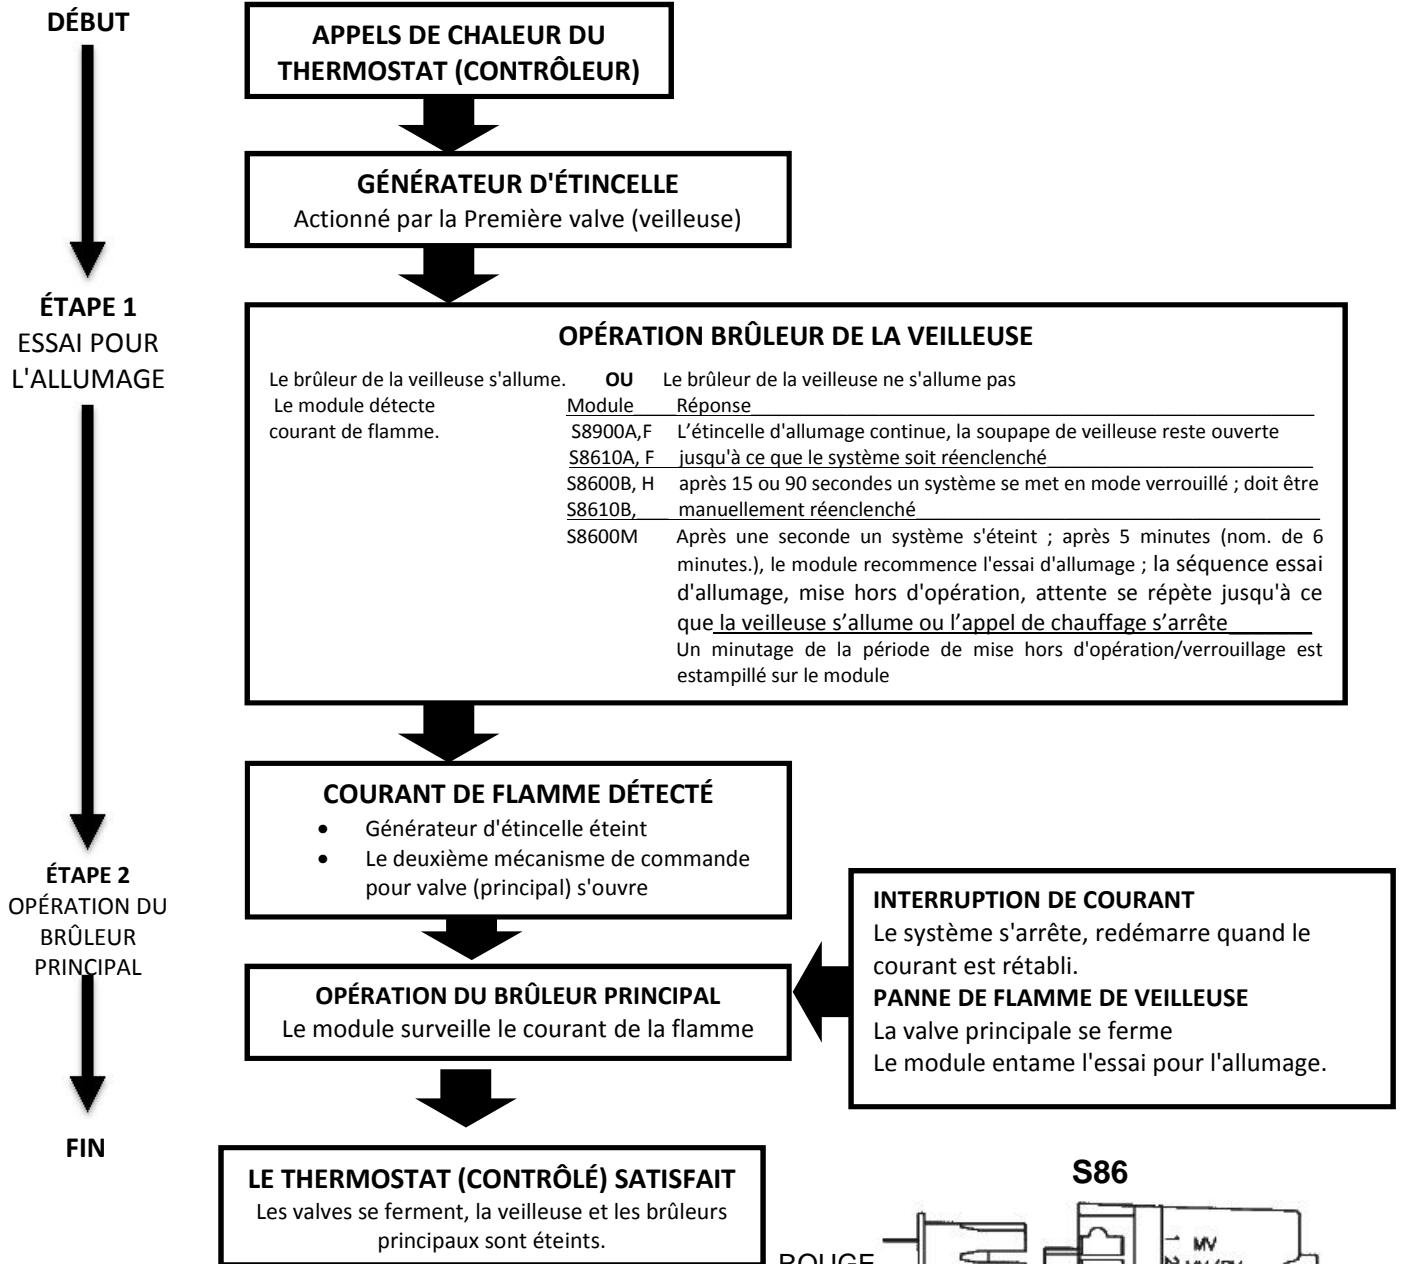 DÉBUT
APPELS DE CHALEUR DU
THERMOSTAT (CONTRÔLEUR)
GÉNÉRATEUR D'ÉTINCELLE
Actionné par la Première valve (veilleuse)
ÉTAPE 1
ESSAI POUR
L'ALLUMAGE
OPÉRATION BRÛLEUR DE LA VEILLEUSE
Le brûleur de la veilleuse s'allume. OU Le brûleur de la veilleuse ne s'allume pas
Le module détecte Module Réponse
courant de flamme. S8900A,F L'étincelle d'allumage continue, la soupape de veilleuse reste ouverte
S8610A, F jusqu'à ce que le système soit réenclenché
S8600B, H après 15 ou 90 secondes un système se met en mode verrouillé ; doit être
S8610B, manuellement réenclenché
S8600M Après une seconde un système s'éteint ; après 5 minutes (nom. de 6
minutes.), le module recommence l'essai d'allumage ; la séquence essai
d'allumage, mise hors d'opération, attente se répète jusqu'à ce
que la veilleuse s'allume ou l'appel de chauffage s'arrête
Un minutage de la période de mise hors d'opération/verrouillage est
estampillé sur le module
COURANT DE FLAMME DÉTECTÉ
• Générateur d'étincelle éteint
• Le deuxième mécanisme de commande
pour valve (principal) s'ouvre
ÉTAPE 2
OPÉRATION DU
BRÛLEUR
PRINCIPAL
INTERRUPTION DE COURANT
Le système s'arrête, redémarre quand le
courant est rétabli.
PANNE DE FLAMME DE VEILLEUSE
La valve principale se ferme
Le module entame l'essai pour l'allumage.
OPÉRATION DU BRÛLEUR PRINCIPAL
Le module surveille le courant de la flamme
FIN
LE THERMOSTAT (CONTRÔLÉ) SATISFAIT
Les valves se ferment, la veilleuse et les brûleurs
principaux sont éteints.
S86
ROUGE
1 MV
2